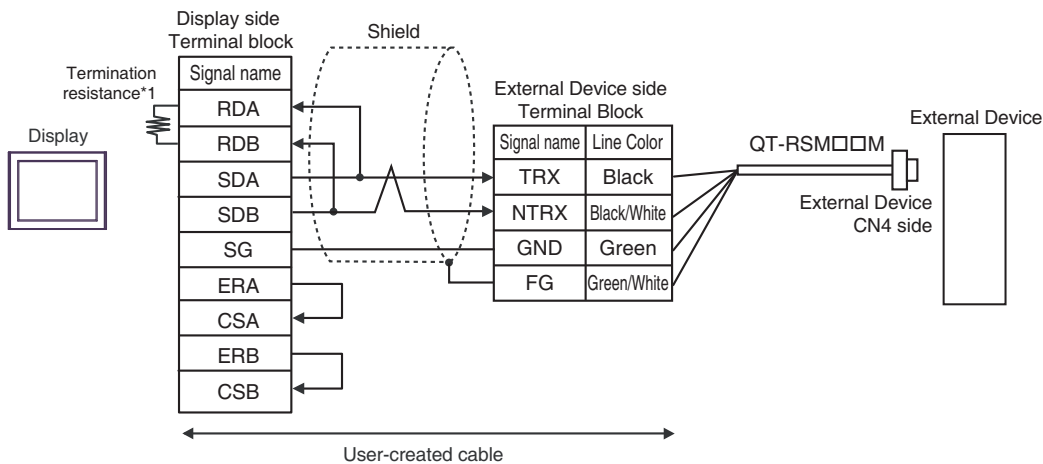 Display side
Terminal block
Shield
Termination
resistance*1
Signal name
RDA
RDB
SDA
SDB
SG
ERA
CSA
ERB
CSB
Display
External Device side
Terminal Block
Signal name Line Color
TRX Black
NTRX Black/White
GND Green
FG Green/White
QT-RSM□□M
External Device
External Device
CN4 side
User-created cable